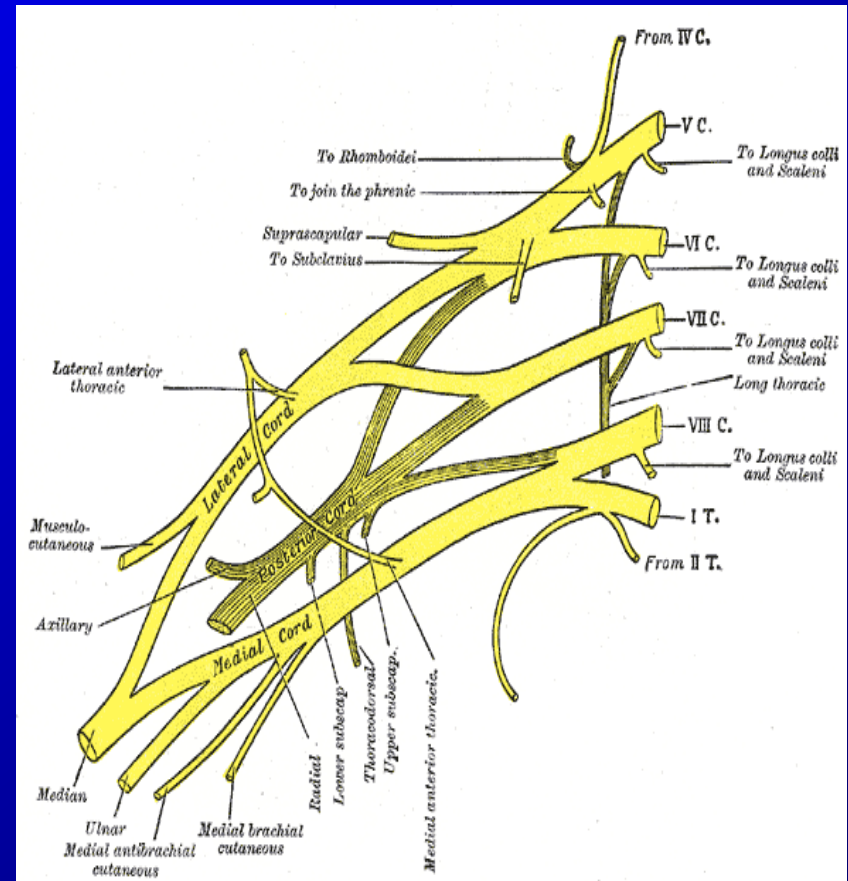 From IV C.
V C.
To Longus colli
and Scaleni
To Rhomboidei
To join the phrenic
Suprascapular
To Subclavius
VI C.
To Longus colli
and Scaleni
VII C.
To Longus colli
and Scaleni
Lateral anterior
thoracic
Long thoracic
VIII C.
To Longus colli
and Scaleni
Lateral Cord
I T.
From II T.
Musculo-
cutaneous
Posterior Cord
Axillary
Medial Cord
Median
Ulnar
Medial antibrachial
cutaneous
Medial brachial
cutaneous
Radial
Lower subscap
Thoracodorsal
Upper subscap.
Medial anterior thoracic.